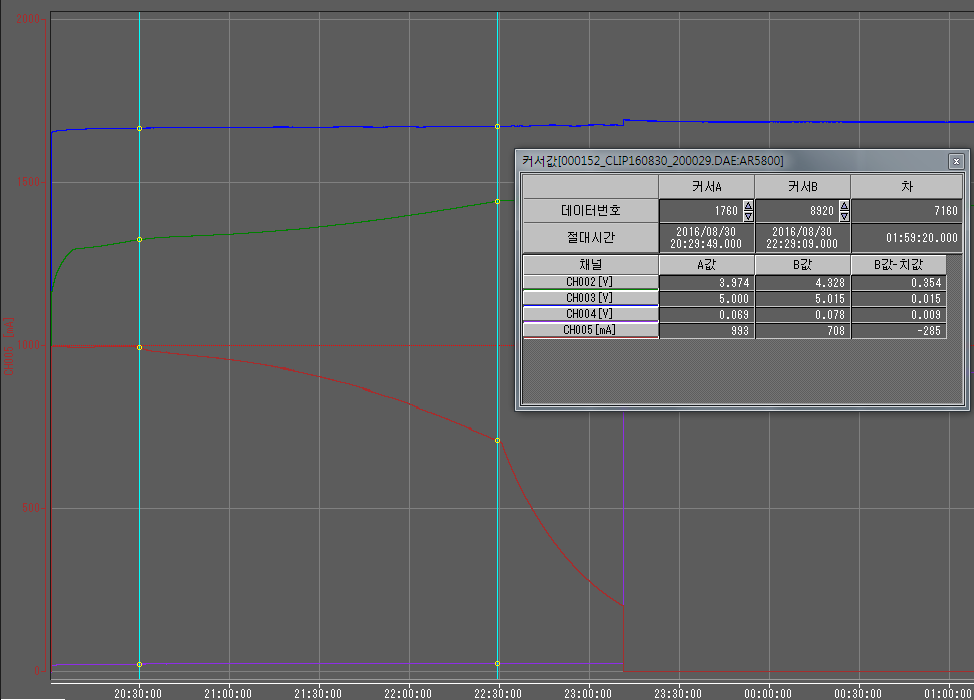 2000
1500
1000
500
0
CH005 [mA]
커서값[000152_CLIP160830_200029.DAE:AR5800]
x
커서A 커서B 차
데이터번호 1760 8920 7160
절대시간 2016/08/30 20:29:49.000 2016/08/30 22:29:09.000 01:59:20.000
채널 A값 B값 B값-치값
CH002[V] 3.974 4.328 0.354
CH003[V] 5.000 5.015 0.015
CH004[V] 0.069 0.078 0.009
CH005[mA] 993 708 -285
20:30:00 21:00:00 21:30:00 22:00:00 22:30:00 23:00:00 23:30:00 00:00:00 00:30:00 01:00:00